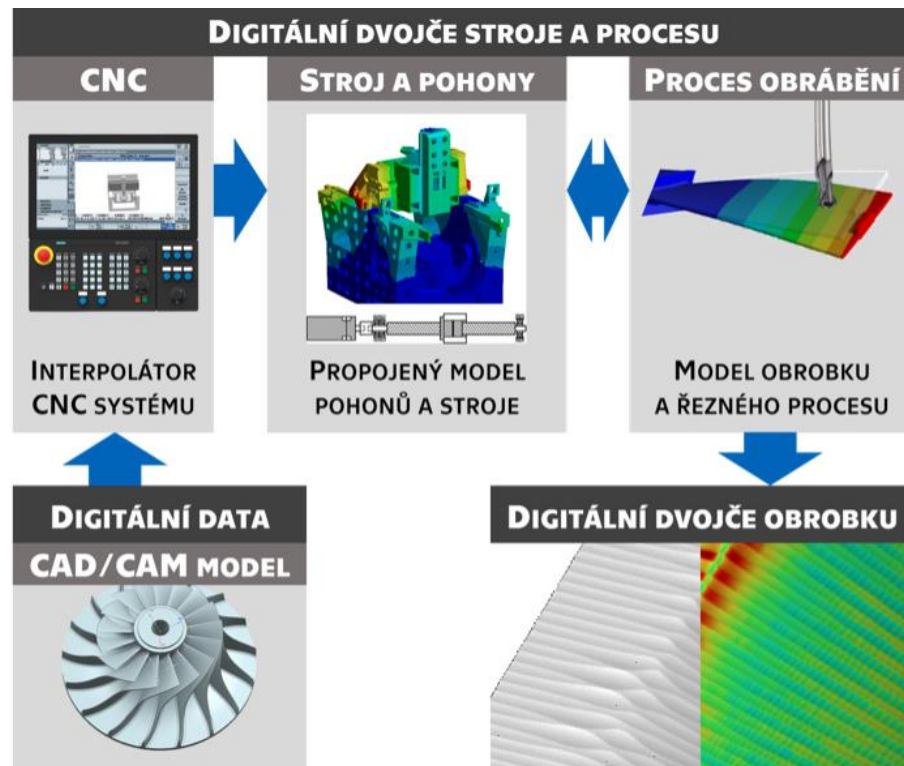 DIGITÁLNÍ DVOJČE STROJE A PROCESU
CNC
INTERPOLÁTOR
CNC SYSTÉMU
STROJ A POHONY
PROPOJENÝ MODEL
POHONŮ A STROJE
PROCES OBRÁBĚNÍ
MODEL OBROBKU
A ŘEZNÉHO PROCESU
DIGITÁLNÍ DATA
CAD/CAM MODEL
DIGITÁLNÍ DVOJČE OBROBKU